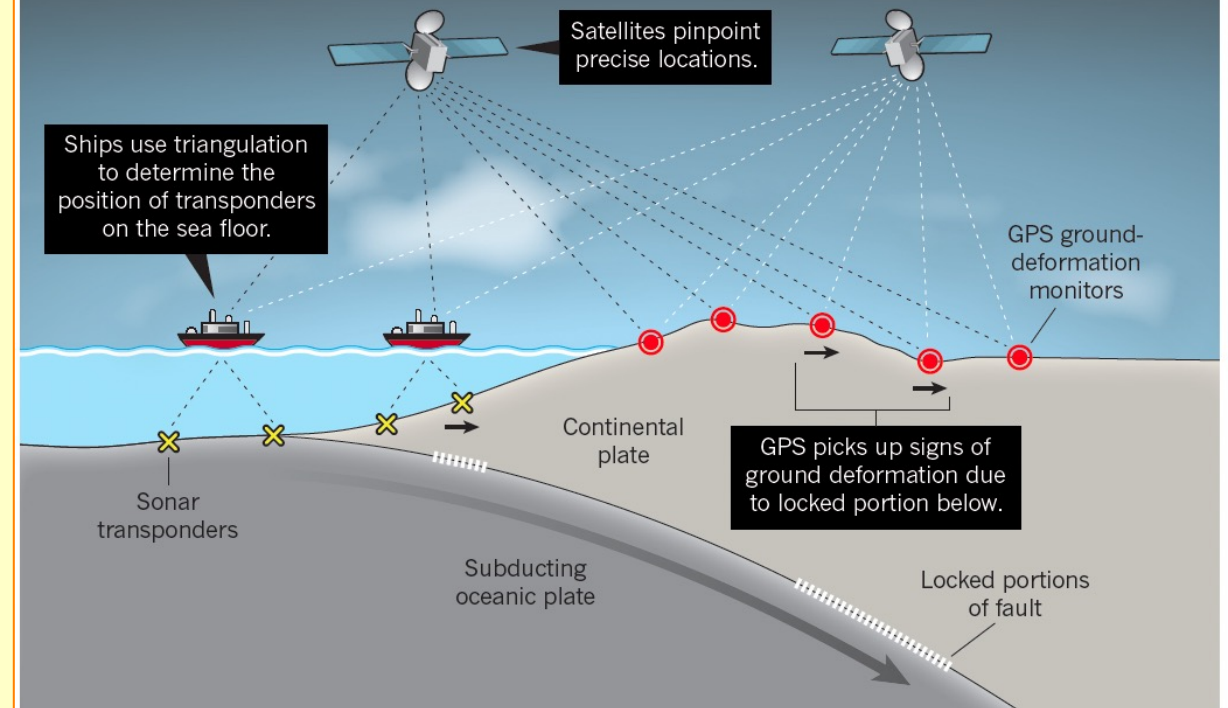 Satellites pinpoint
precise locations.
Ships use triangulation
to determine the
position of transponders
on the sea floor.
GPS ground-
deformation
monitors
Continental
plate
GPS picks up signs of
ground deformation due
to locked portion below.
Sonar
transponders
Subducting
oceanic plate
Locked portions
of fault